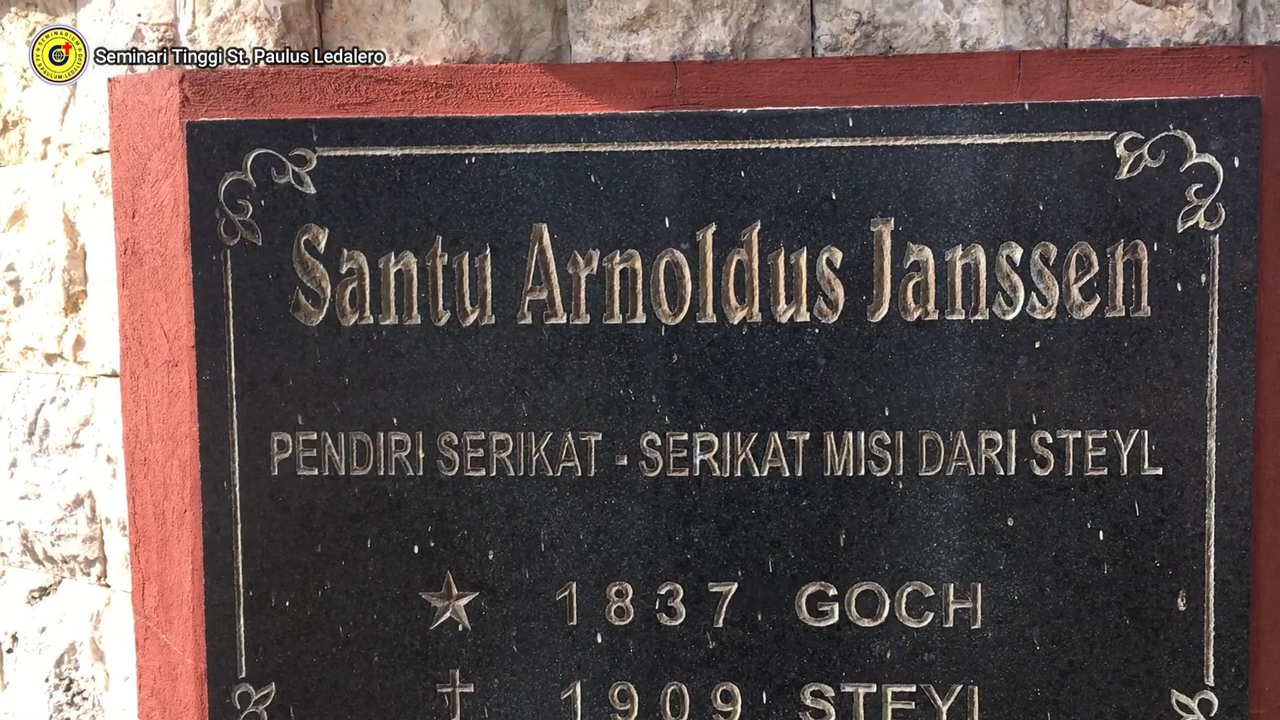 Seminari Tinggi St. Paulus Ledalero
Santu Arnoldus Janssen
PENDIRI SERIKAT - SERIKAT MISI DARI STEYL
1837 GOCH
1909 STEYL